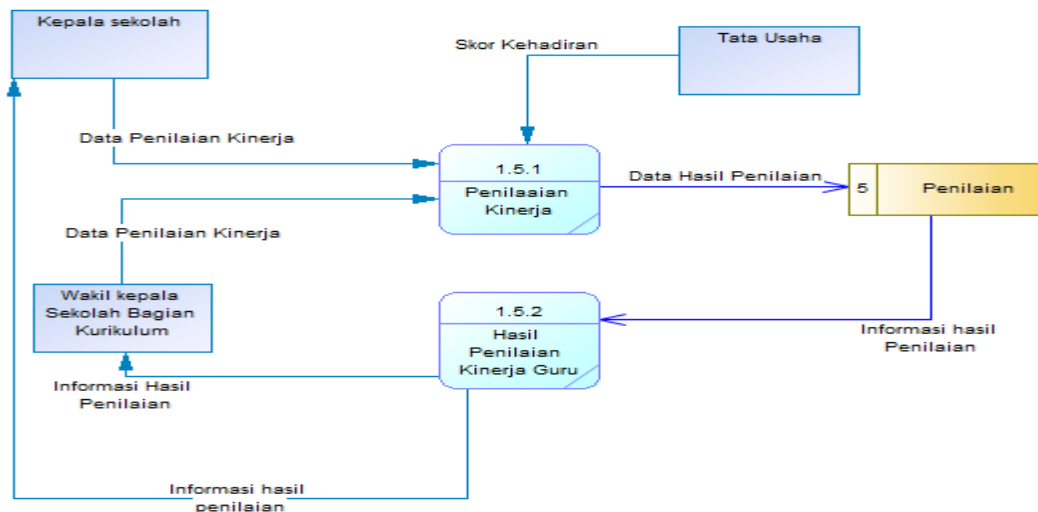 Kepala sekolah
Skor Kehadiran
Tata Usaha
Data Penilaian Kinerja
1.5.1
Penilaaian
Kinerja
Data Hasil Penilaian
5
Penilaian
Data Penilaian Kinerja
Wakil kepala
Sekolah Bagian
Kurikulum
1.5.2
Hasil
Penilaian
Kinerja Guru
Informasi hasil
Penilaian
Informasi Hasil
Penilaian
Informasi hasil
penilaian